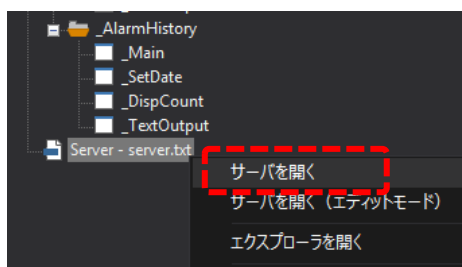 _AlarmHistory
_Main
_SetDate
_DispCount
_TextOutput
Server - server.txt
サーバを開く
サーバを開く（エディットモード）
エクスプローラを開く